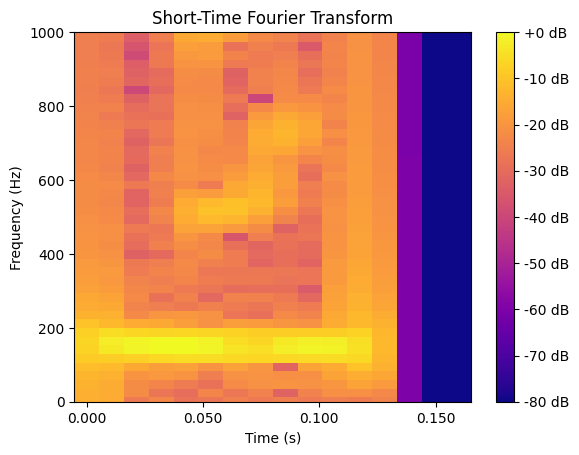 Short-Time Fourier Transform
Frequency (Hz)
1000
800
600
400
200
0
0.000
0.050
0.100
0.150
Time (s)
+0 dB
-10 dB
-20 dB
-30 dB
-40 dB
-50 dB
-60 dB
-70 dB
-80 dB